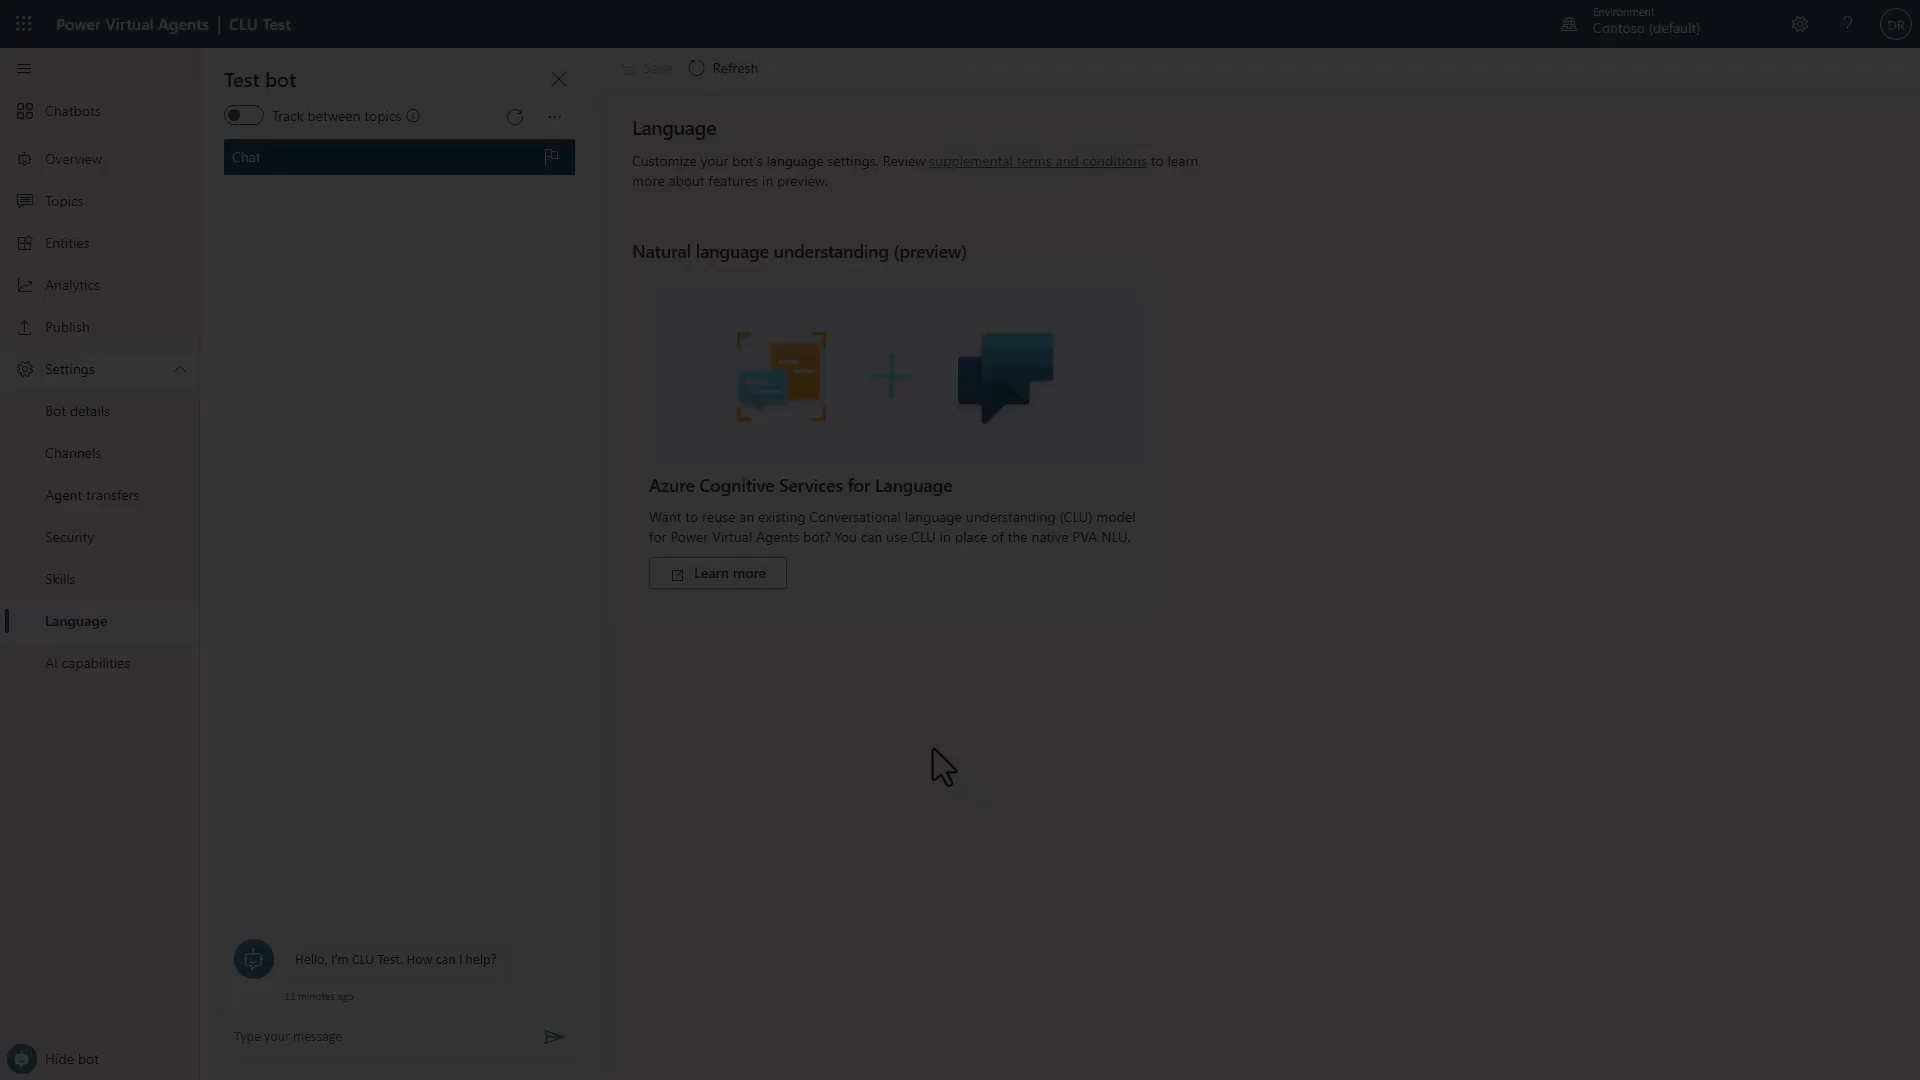 Power Virtual Agents | CLU Test
Environment
Contoso (default)
?
DR
Chatbots
Overview
Topics
Entities
Analytics
Publish
Settings
Bot details
Channels
Agent transfers
Security
Skills
Language
AI capabilities
Hide bot
Test bot
Track between topics
Chat
Hello, I'm CLU Test. How can I help?
11 minutes ago
Type your message
Save
Refresh
Language
Customize your bot's language settings. Review supplemental terms and conditions to learn
more about features in preview.
Natural language understanding (preview)
Azure Cognitive Services for Language
Want to reuse an existing Conversational language understanding (CLU) model
for Power Virtual Agents bot? You can use CLU in place of the native PVA NLU.
Learn more